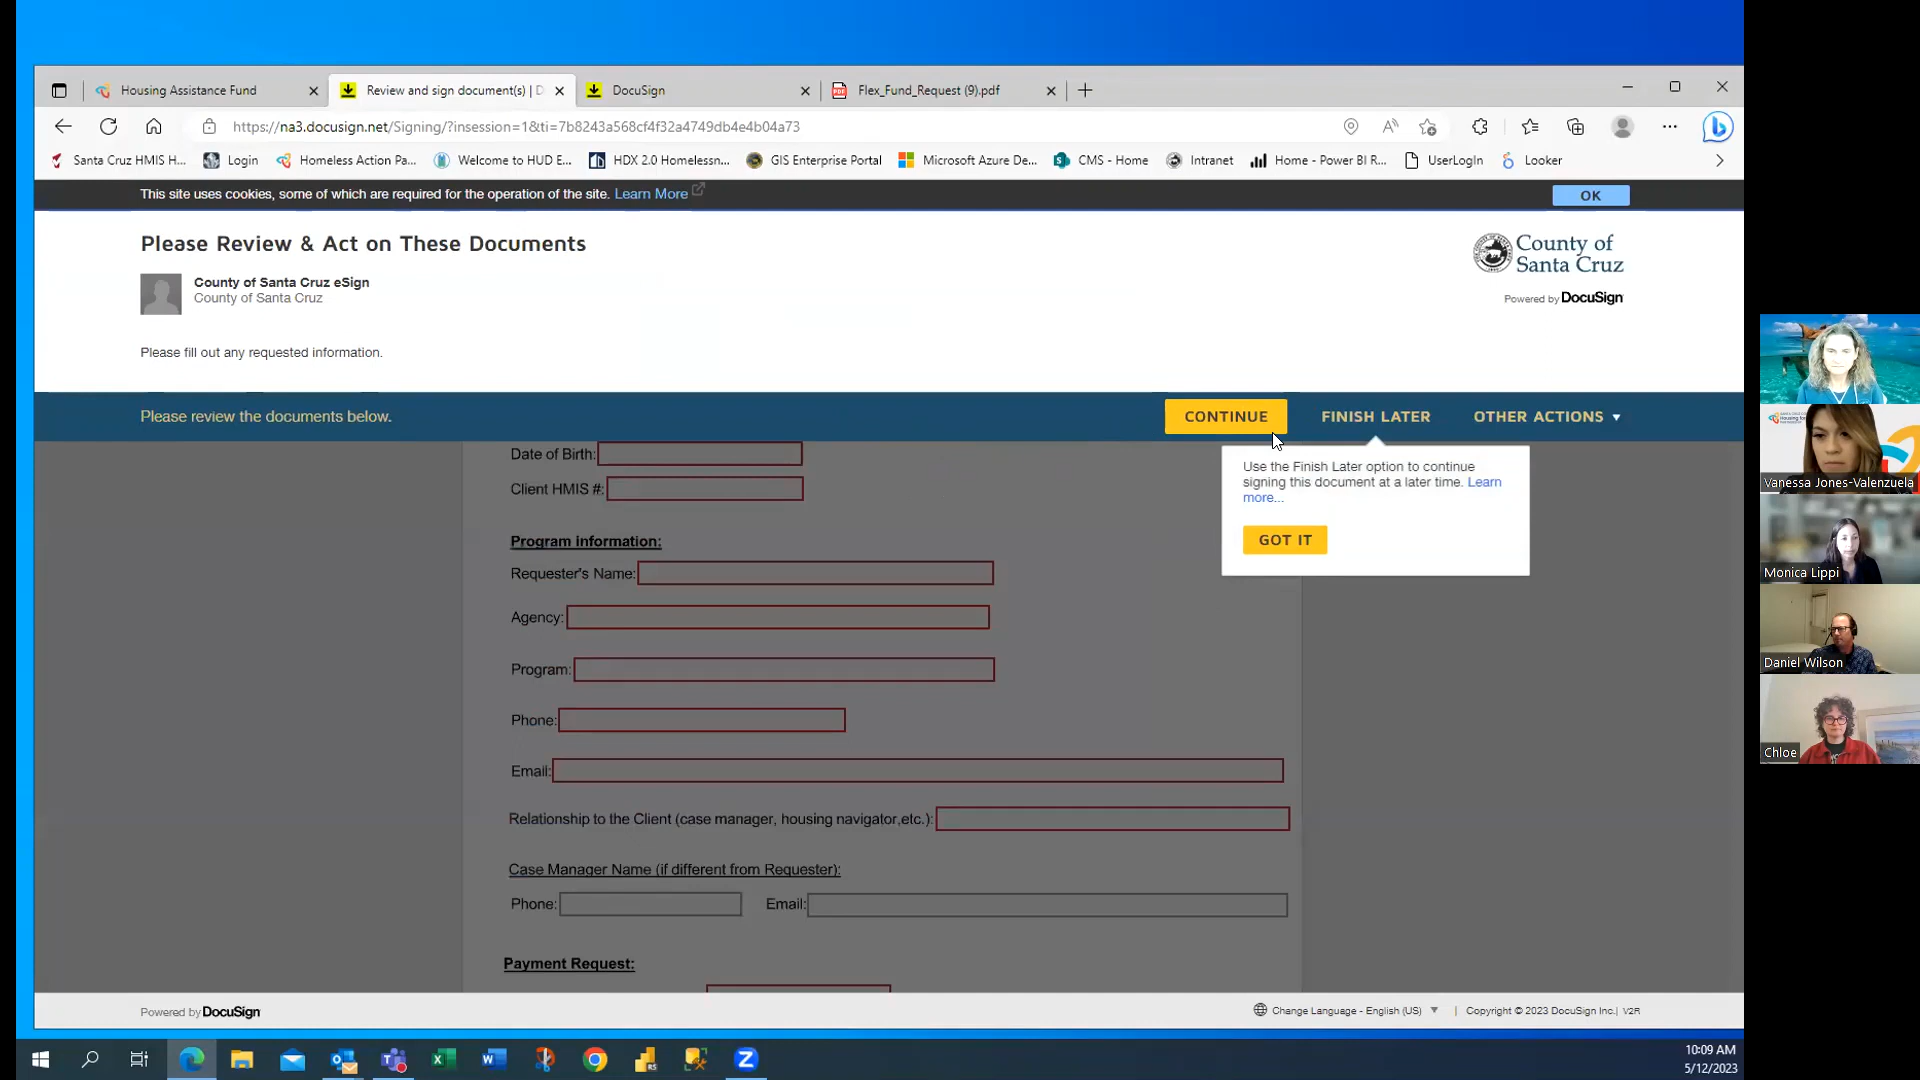 Housing Assistance Fund
Review and sign document(s) | D
DocuSign
Flex_Fund_Request (9).pdf
https://na3.docusign.net/Signing/?insession=1&ti=7b8243a568cf4f32a4749db4e4b04a73
Santa Cruz HMIS H...
Login
Homeless Action Pa...
Welcome to HUD E...
HDX 2.0 Homelessn...
GIS Enterprise Portal
Microsoft Azure De...
CMS - Home
Intranet
Home - Power BI R...
UserLogin
Looker
This site uses cookies, some of which are required for the operation of the site. Learn More
OK
Please Review & Act on These Documents
County of Santa Cruz eSign
County of Santa Cruz
County of
Santa Cruz
Powered by DocuSign
Please fill out any requested information.
Please review the documents below.
CONTINUE
FINISH LATER
OTHER ACTIONS
Use the Finish Later option to continue
signing this document at a later time. Learn
more...
GOT IT
Date of Birth:
Client HMIS #:
Program information:
Requester's Name:
Agency:
Program:
Phone:
Email:
Relationship to the Client (case manager, housing navigator,etc.):
Case Manager Name (if different from Requester):
Phone:
Email:
Payment Request:
Powered by DocuSign
Change Language - English (US)
| Copyright © 2023 DocuSign Inc.| V2R
Vanessa Jones-Valenzuela
Monica Lippi
Daniel Wilson
Chloe
10:09 AM
5/12/2023